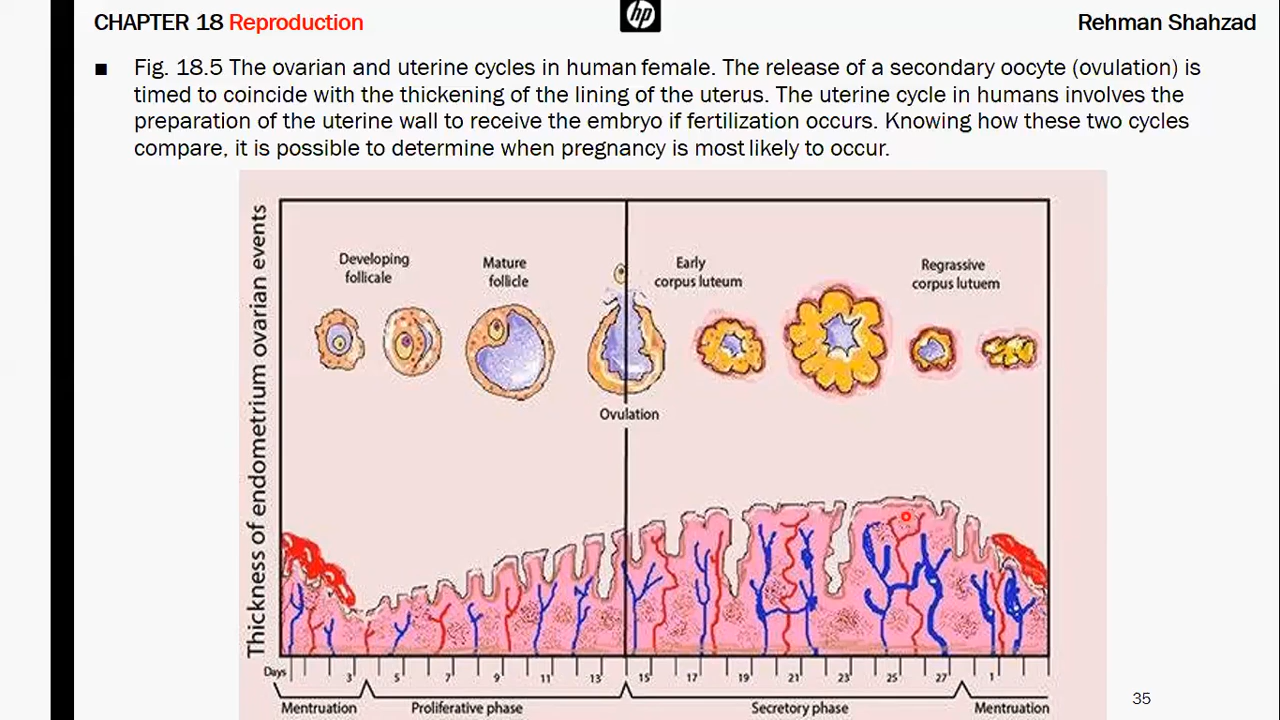 CHAPTER 18 Reproduction
hp
Rehman Shahzad
■ Fig. 18.5 The ovarian and uterine cycles in human female. The release of a secondary oocyte (ovulation) is
timed to coincide with the thickening of the lining of the uterus. The uterine cycle in humans involves the
preparation of the uterine wall to receive the embryo if fertilization occurs. Knowing how these two cycles
compare, it is possible to determine when pregnancy is most likely to occur.
Thickness of endometrium ovarian events
Developing
follicale
Mature
follicle
Early
corpus luteum
Regrassive
corpus lutuem
Ovulation
Days 3 5 7 9 11 13 15 17 19 21 23 25 27 1
Mentruation Proliferative phase Secretory phase Mentruation
35